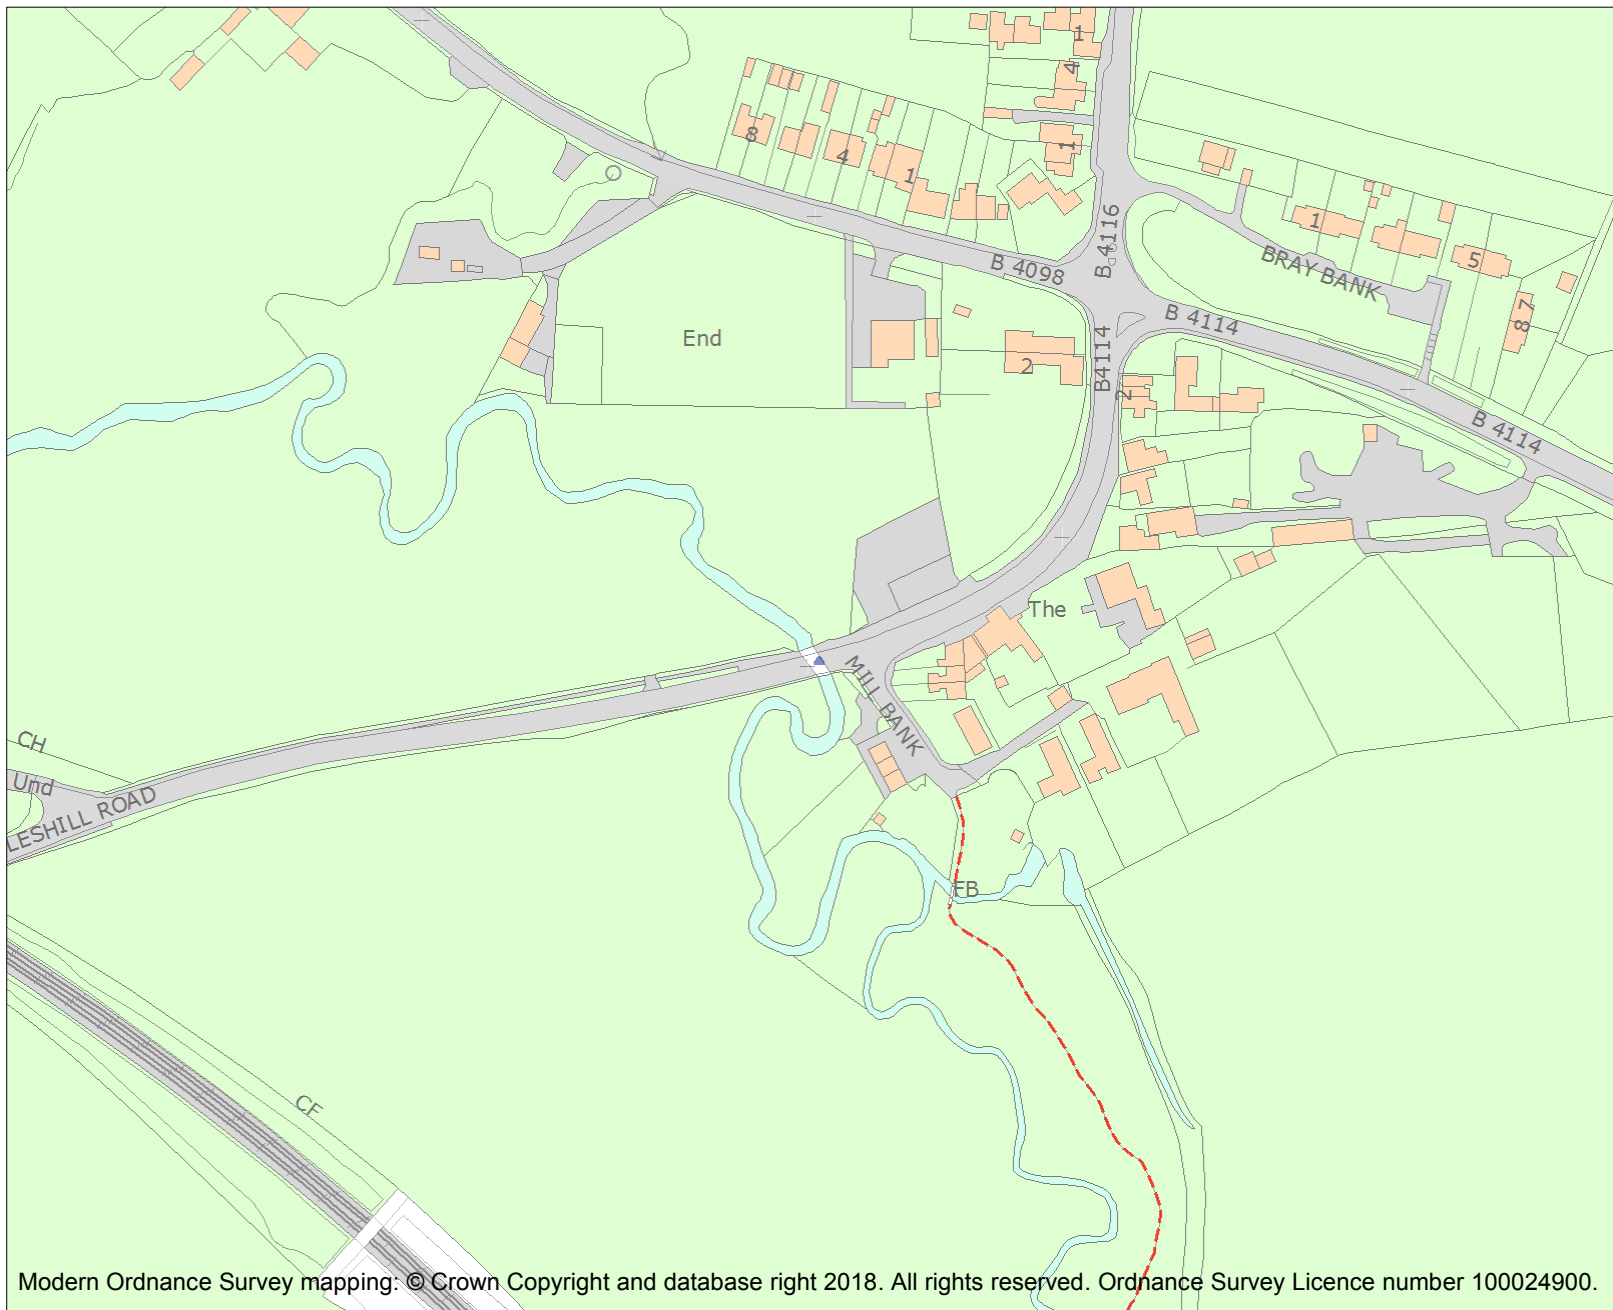 1
4
8
4
1
1
B 4116
1
BRAY BANK
5
8 7
B 4098
B 4114
B4114
End
2
2
B 4114
The
MILL BANK
CH
Und
LESHILL ROAD
FB
CF
Modern Ordnance Survey mapping: © Crown Copyright and database right 2018. All rights reserved. Ordnance Survey Licence number 100024900.